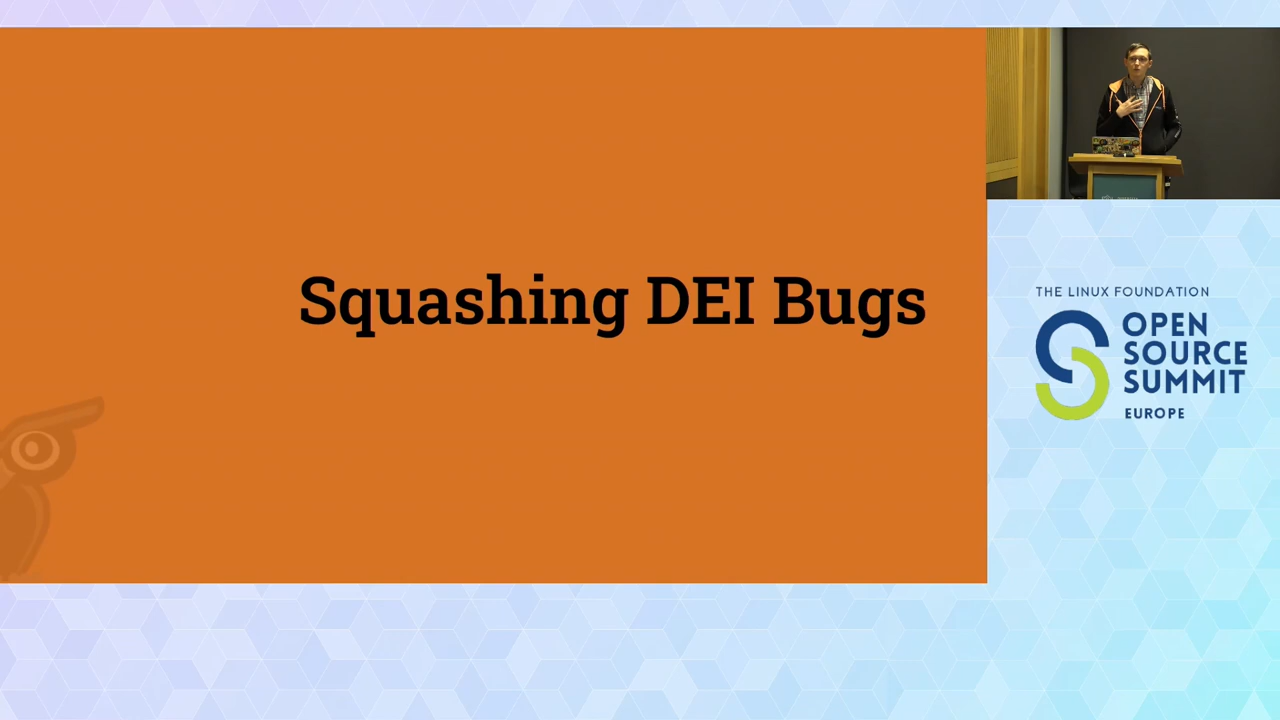 Squashing DEI Bugs
THE LINUX FOUNDATION
OPEN
SOURCE
SUMMIT
EUROPE